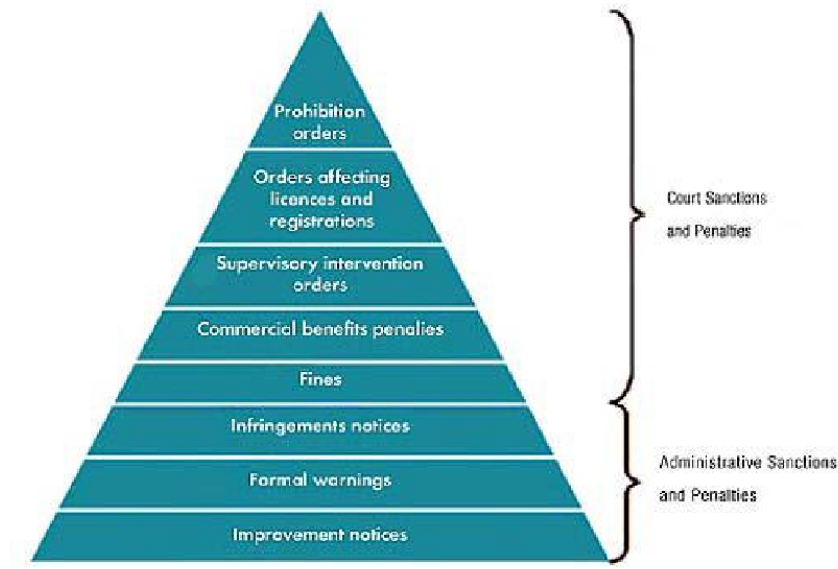 Prohibition
orders
Orders affecting
licences and
registrations
Supervisory intervention
orders
Commercial benefits penalies
Fines
Infringements notices
Formal warnings
Improvement notices
Court Sanctions
and Penalties
Administrative Sanctions
and Penalties